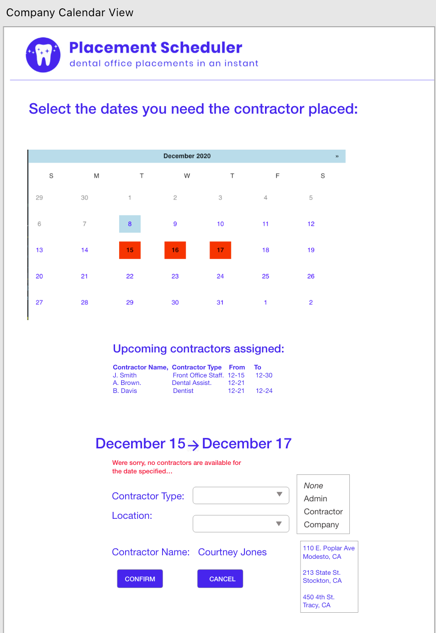 Company Calendar View
Placement Scheduler
dental office placements in an instant
Select the dates you need the contractor placed:
December 2020 »
S M T W T F S
29 30 1 2 3 4 5
6 7 8 9 10 11 12
13 14 15 16 17 18 19
20 21 22 23 24 25 26
27 28 29 30 31 1 2
Upcoming contractors assigned:
Contractor Name, Contractor Type From To
J. Smith Front Office Staff. 12-15 12-30
A. Brown. Dental Assist. 12-21
B. Davis Dentist 12-21 12-24
December 15 → December 17
Were sorry, no contractors are available for
the date specified...
Contractor Type:
Location:
None
Admin
Contractor
Company
Contractor Name: Courtney Jones
CONFIRM CANCEL
110 E. Poplar Ave
Modesto, CA
213 State St.
Stockton, CA
450 4th St.
Tracy, CA